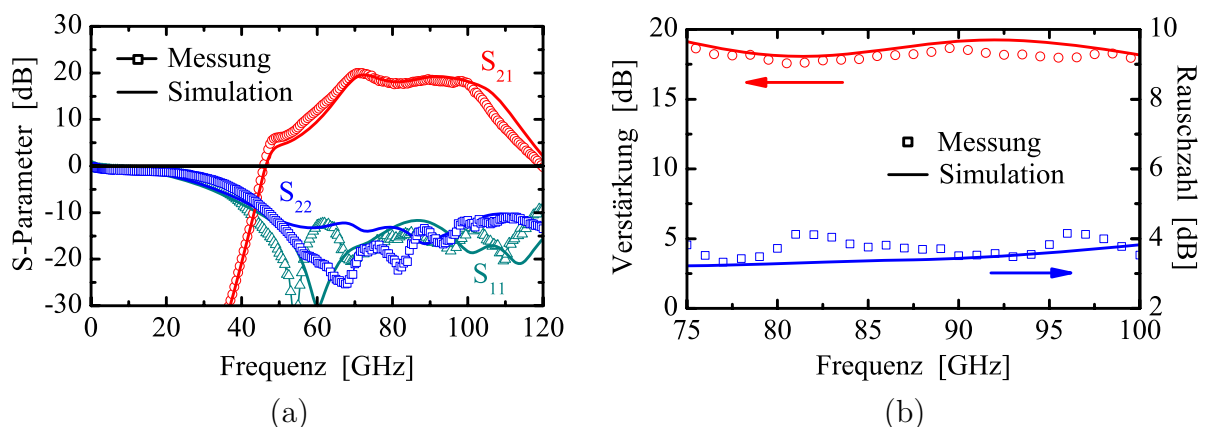 30
20
10
0
-10
-20
-30
S-Parameter [dB]
Messung
Simulation
S21
S22
S11
0 20 40 60 80 100 120
Frequenz [GHz]
(a)
20
15
10
5
0
Verstärkung [dB]
Messung
Simulation
10
8
6
4
2
Rauschzahl [dB]
75 80 85 90 95 100
Frequenz [GHz]
(b)